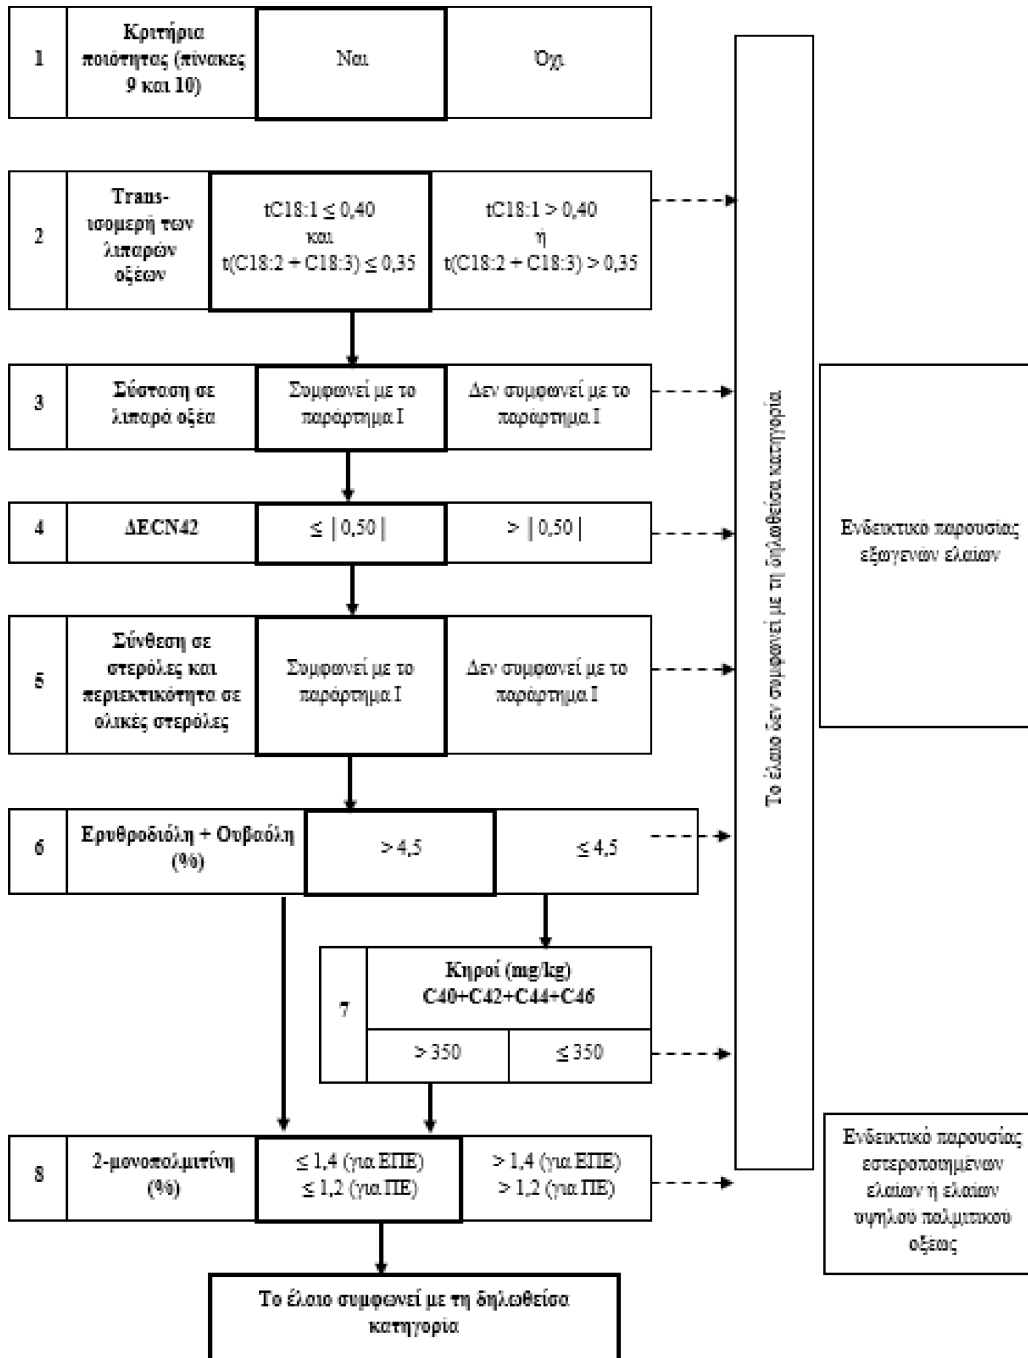 1
Κριτήρια
ποιότητας (πίνακες
9 και 10)
Ναι
Όχι
2
Trans-
ισομερή των
λιπαρών
οξέων
tC18:1 ≤ 0,40
και
t(C18:2 + C18:3) ≤ 0,35
tC18:1 > 0,40
ή
t(C18:2 + C18:3) > 0,35
3
Σύσταση σε
λιπαρά οξέα
Συμφωνεί με το
παράρτημα I
Δεν συμφωνεί με το
παράρτημα I
4
ΔECN42
≤ | 0,50 |
> | 0,50 |
5
Σύνθεση σε
στερόλες και
περιεκτικότητα σε
ολικές στερόλες
Συμφωνεί με το
παράρτημα I
Δεν συμφωνεί με το
παράρτημα I
6
Ερυθροδιόλη + Ουβαόλη
(%)
> 4,5
≤ 4,5
7
Κηροί (mg/kg)
C40+C42+C44+C46
> 350
≤ 350
8
2-μονοπαλμιτίνη
(%)
≤ 1,4 (για ΕΠΕ)
≤ 1,2 (για ΠΕ)
> 1,4 (για ΕΠΕ)
> 1,2 (για ΠΕ)
Το έλαιο συμφωνεί με τη δηλωθείσα
κατηγορία
Το έλαιο δεν συμφωνεί με τη δηλωθείσα κατηγορία
Ενδεικτικό παρουσίας
εξωγενών ελαίων
Ενδεικτικό παρουσίας
εστεροποιημένων
ελαίων ή ελαίων
υψηλού παλμιτικού
οξέως